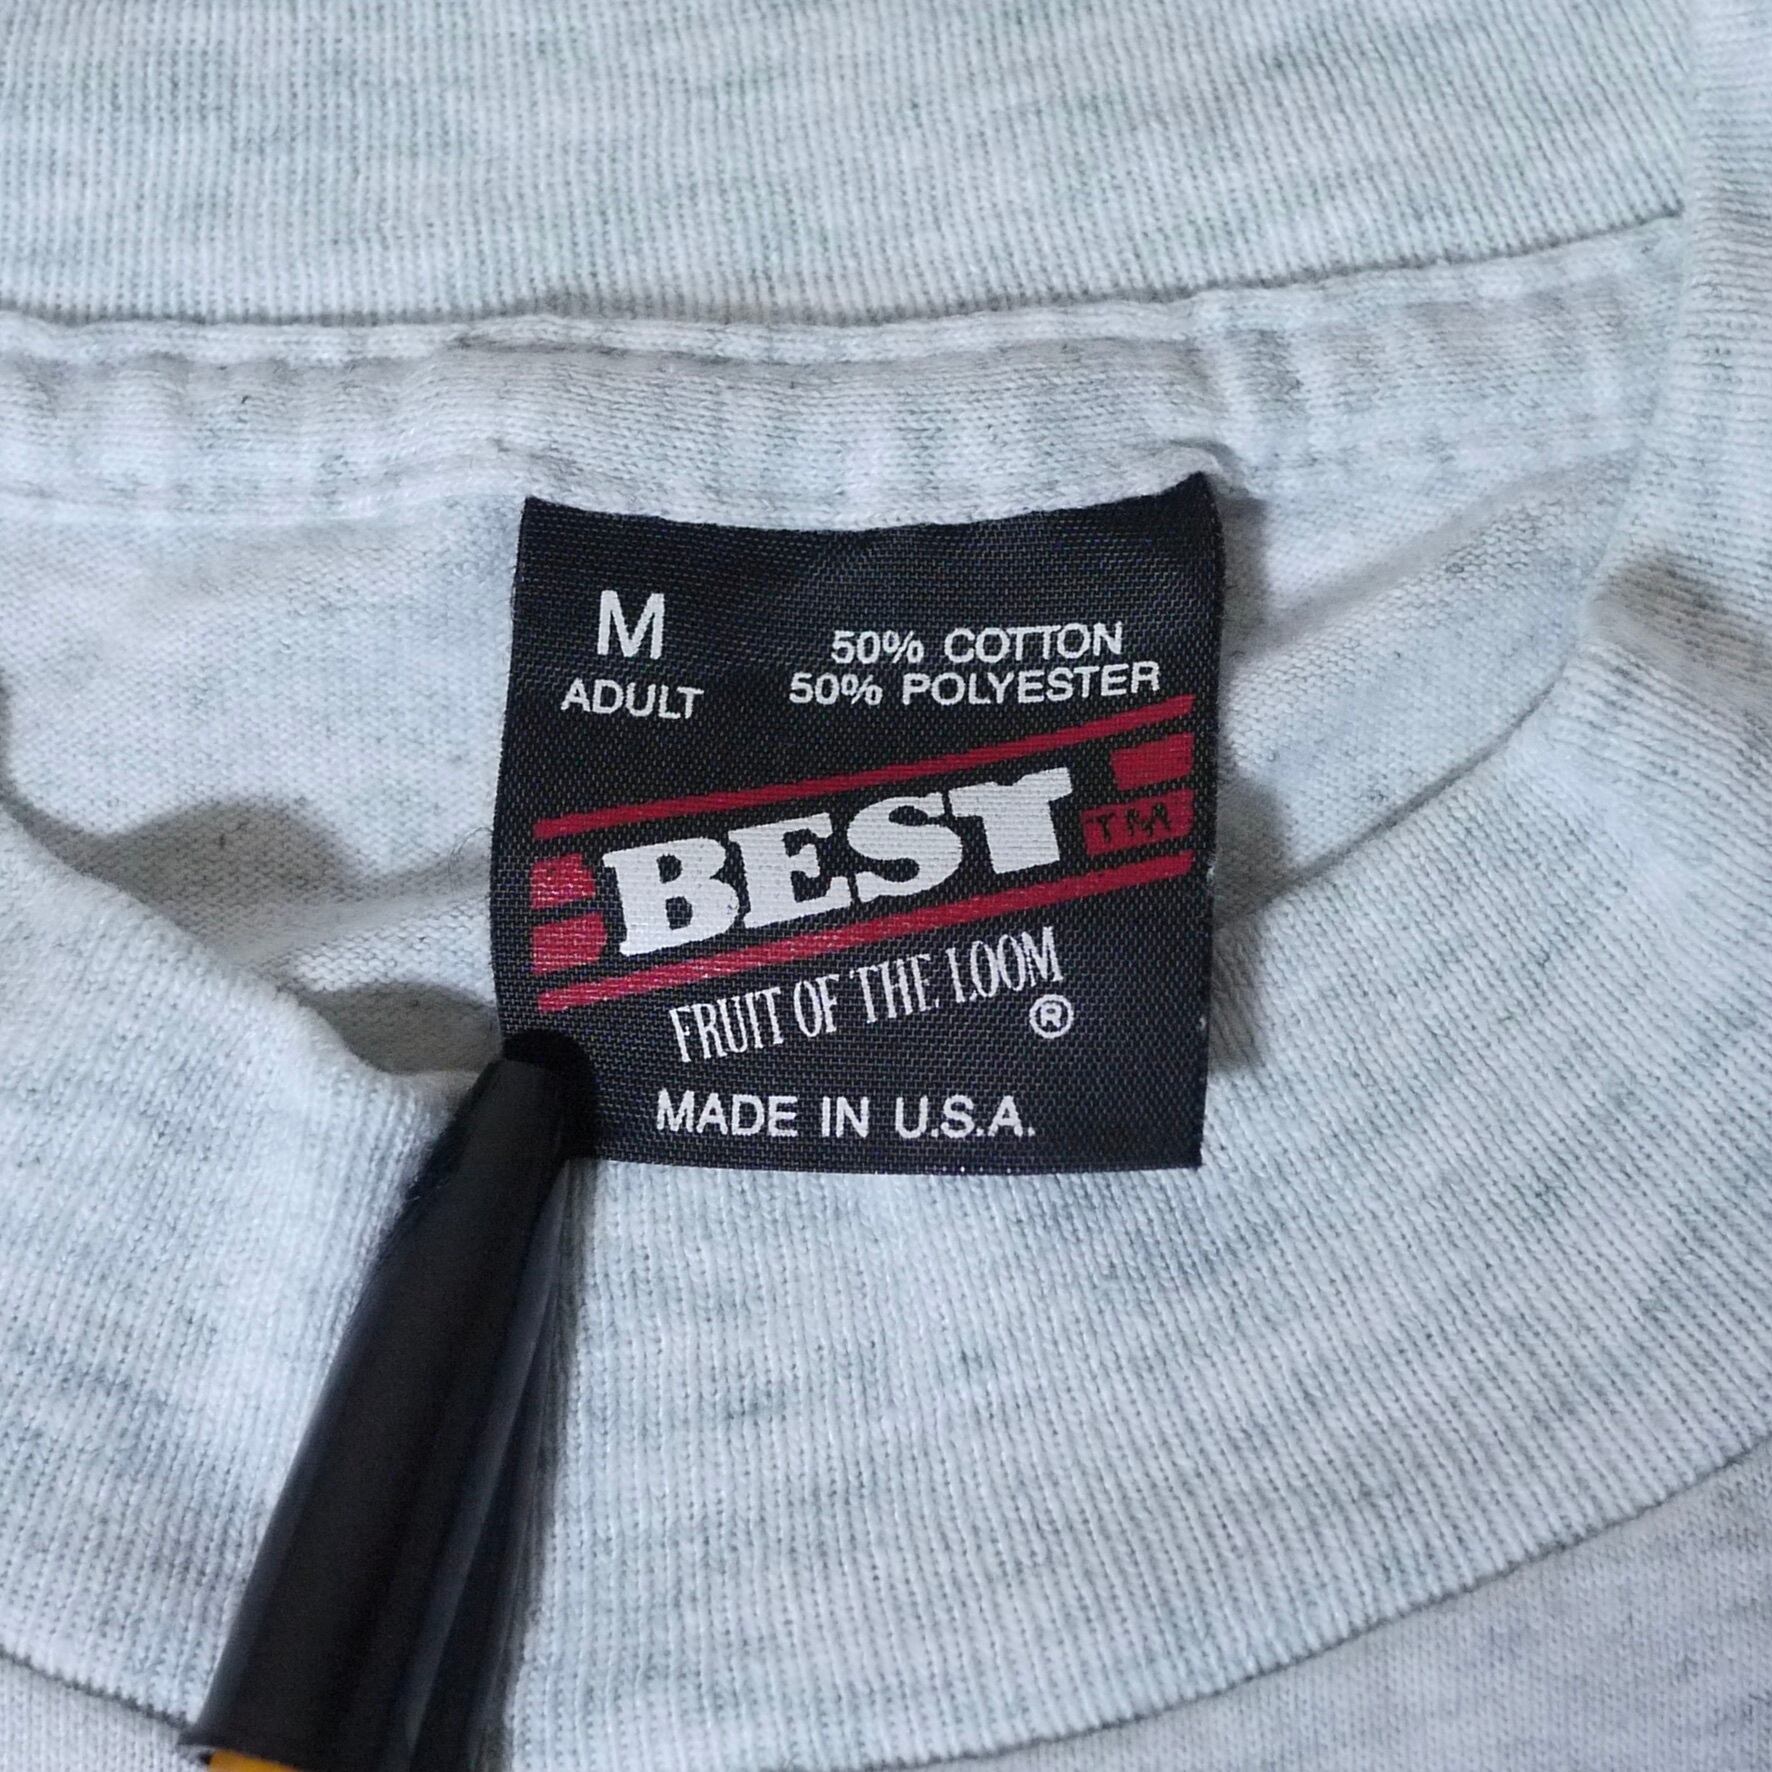 M
ADULT
50% COTTON
50% POLYESTER
BEST
TM
FRUIT OF THE LOOM
®
MADE IN U.S.A.